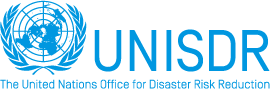 UNISDR
The United Nations Office for Disaster Risk Reduction